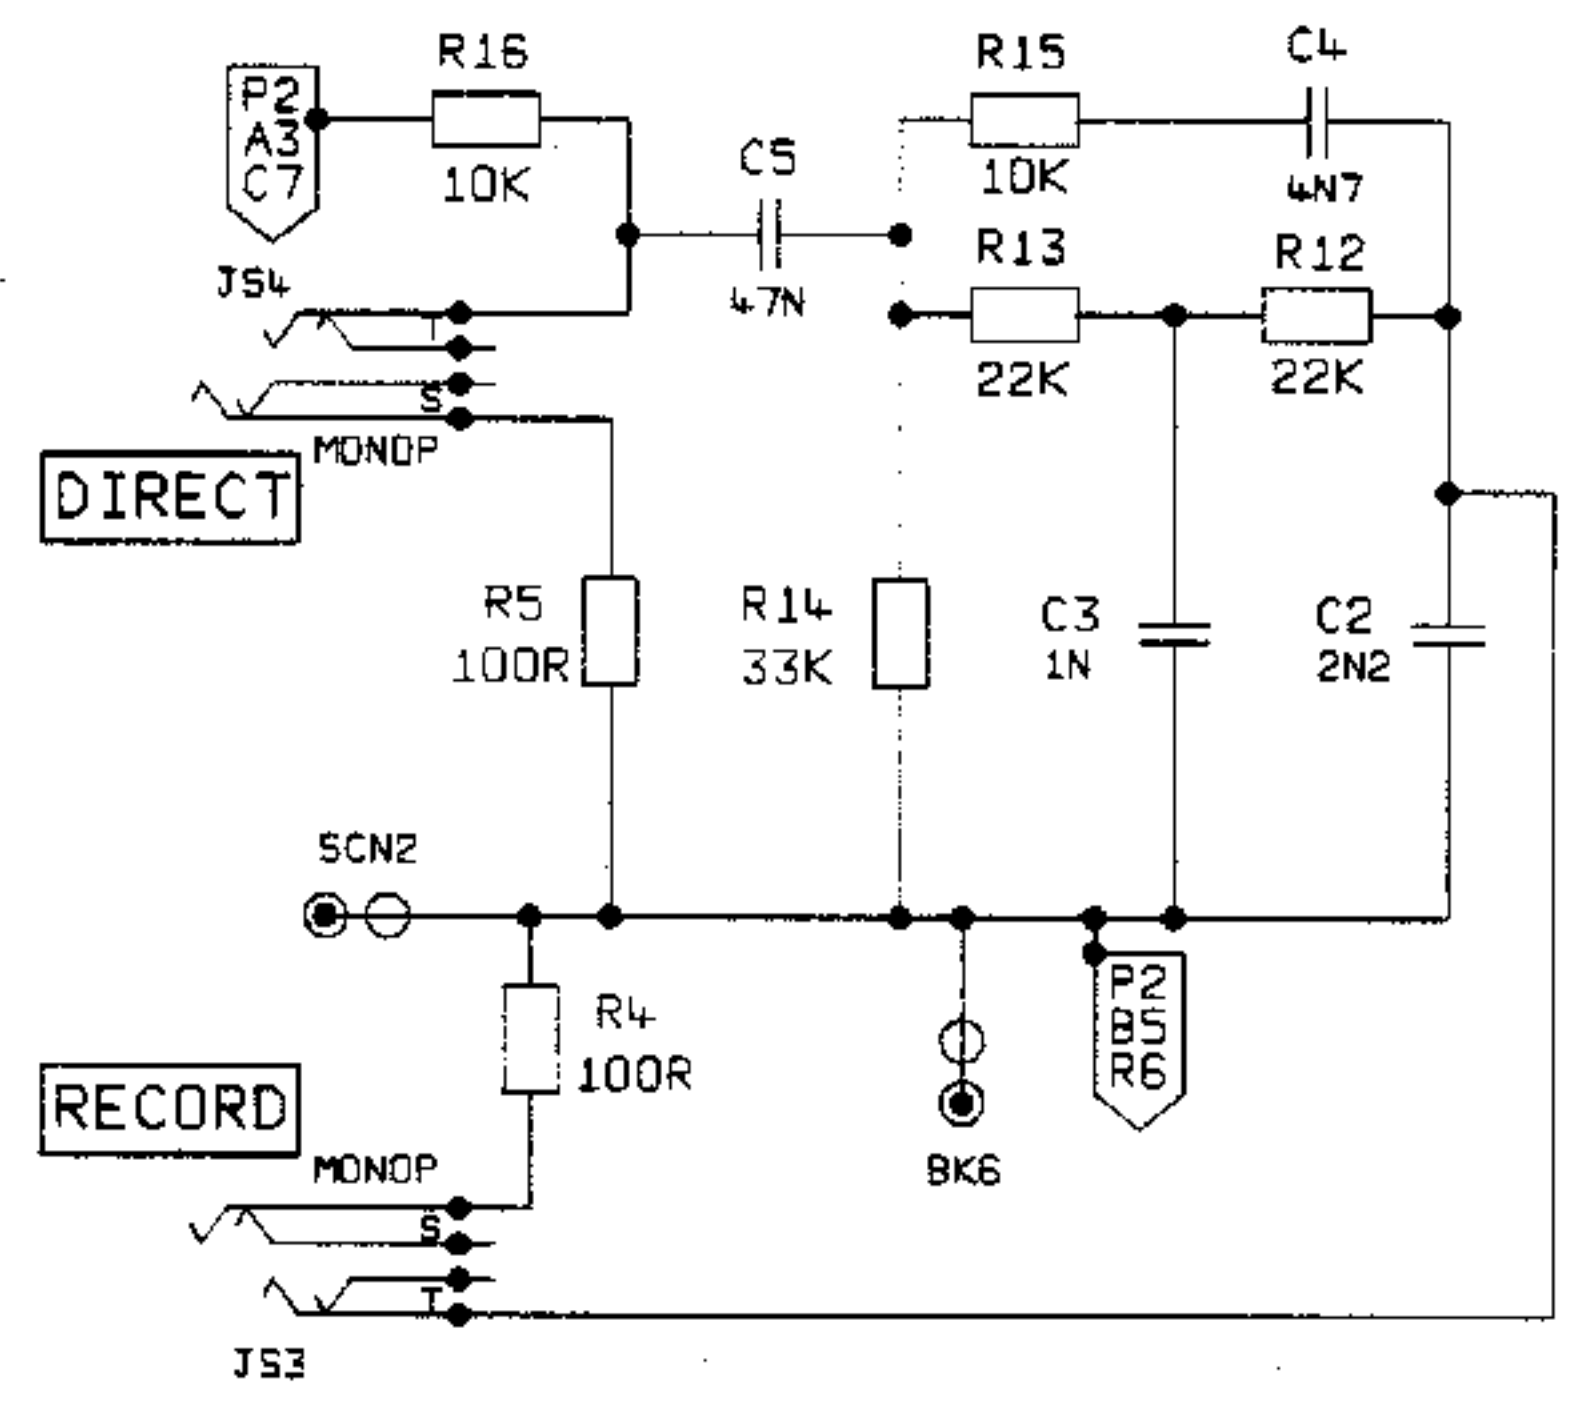 R16
10K
P2
A3
C7
JS4
T
S
MONOP
DIRECT
C5
47N
R15
10K
C4
4N7
R13
22K
R12
22K
R5
100R
R14
33K
C3
1N
C2
2N2
SCN2
R4
100R
BK6
P2
B5
R6
RECORD
MONOP
S
T
JS3